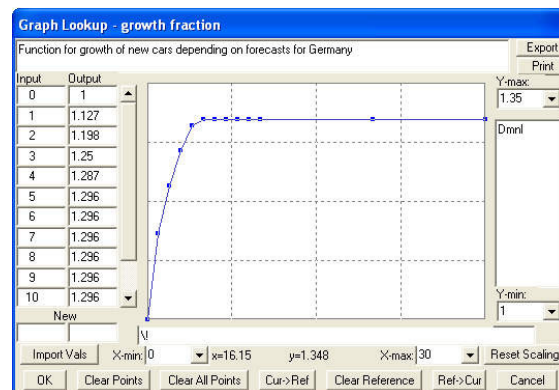 Graph Lookup - growth fraction
Function for growth of new cars depending on forecasts for Germany
Export
Print
Input Output
0 1
1 1.127
2 1.198
3 1.25
4 1.287
5 1.296
6 1.296
7 1.296
8 1.296
9 1.296
10 1.296
New
Y-max:
1.35
Dmnl
Y-min:
1
\!
Import Vals X-min: 0 x=16.15 y=1.348 X-max: 30 Reset Scaling
OK Clear Points Clear All Points Cur->Ref Clear Reference Ref->Cur Cancel